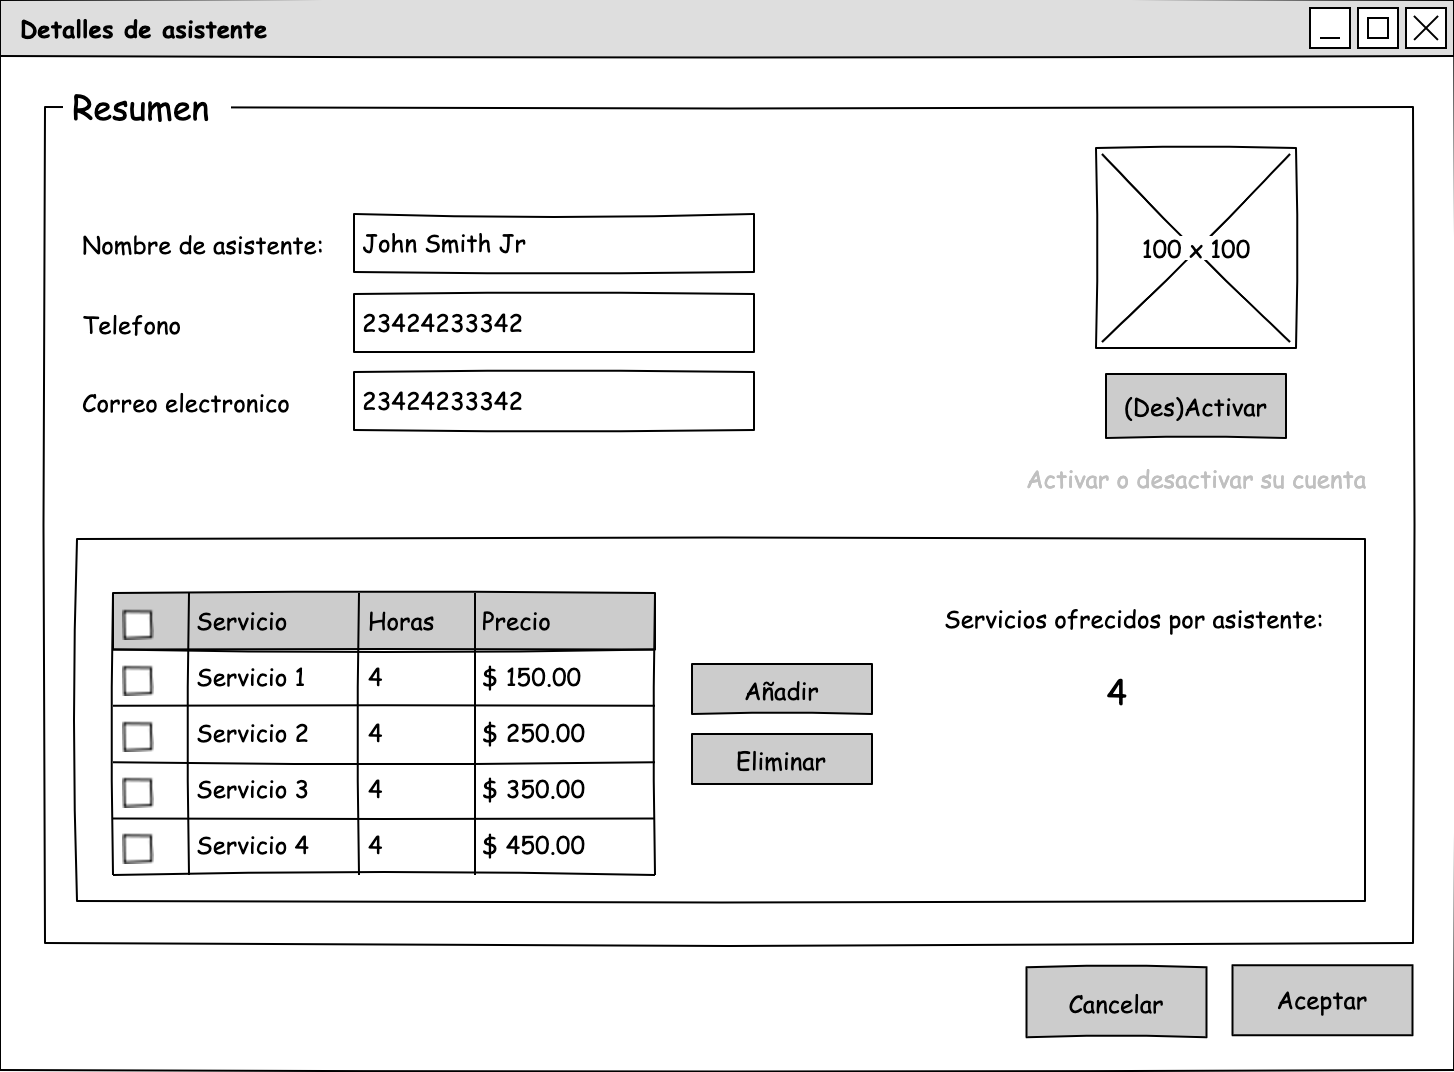 Detalles de asistente
Resumen
Nombre de asistente: John Smith Jr
Telefono 23424233342
Correo electronico 23424233342
100 x 100
(Des)Activar
Activar o desactivar su cuenta
Servicio Horas Precio
Servicio 1 4 $ 150.00
Servicio 2 4 $ 250.00
Servicio 3 4 $ 350.00
Servicio 4 4 $ 450.00
Añadir
Eliminar
Servicios ofrecidos por asistente:
4
Cancelar Aceptar